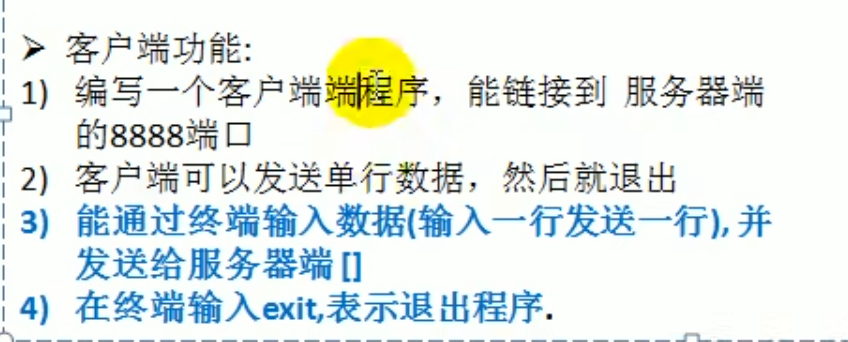 ➢ 客户端功能:
1) 编写一个客户端端程序，能链接到 服务器端
的8888端口
2) 客户端可以发送单行数据，然后就退出
3) 能通过终端输入数据(输入一行发送一行), 并
发送给服务器端 []
4) 在终端输入exit,表示退出程序.